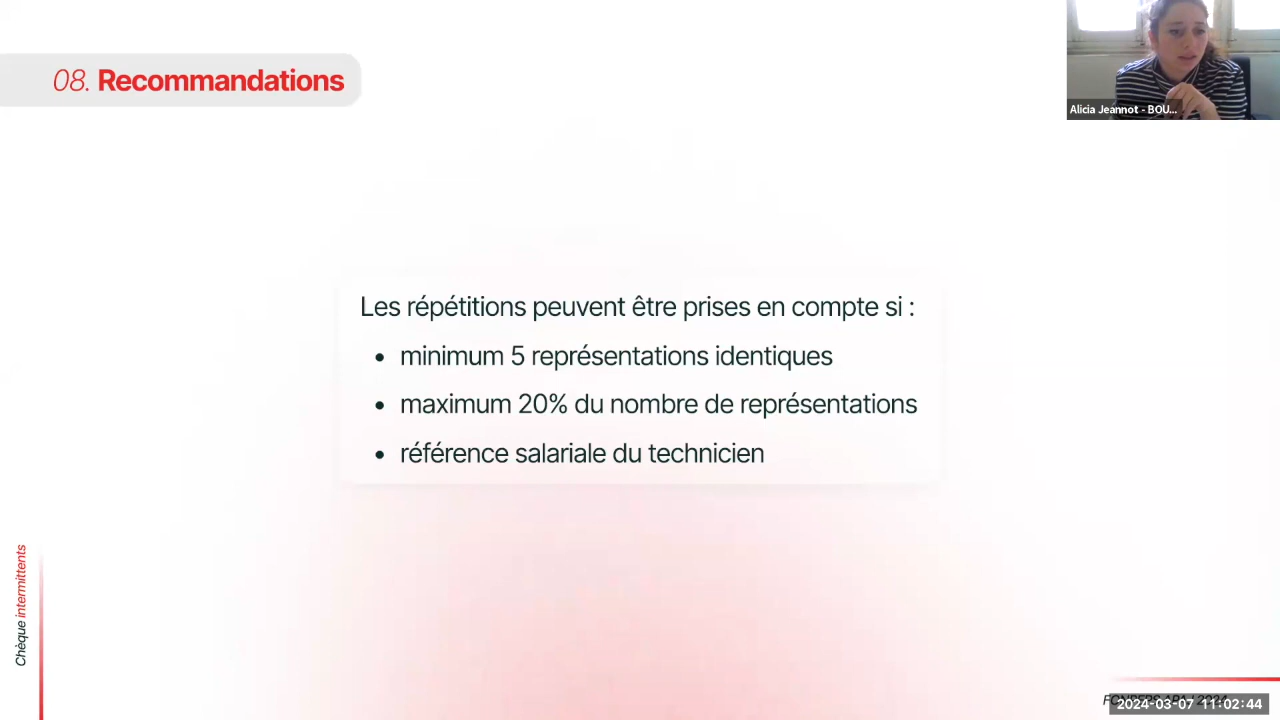 08. Recommandations
Alicia Jeannot - BOU...
Les répétitions peuvent être prises en compte si :
• minimum 5 représentations identiques
• maximum 20% du nombre de représentations
• référence salariale du technicien
Chèque intermittents
2024-03-07 11:02:44